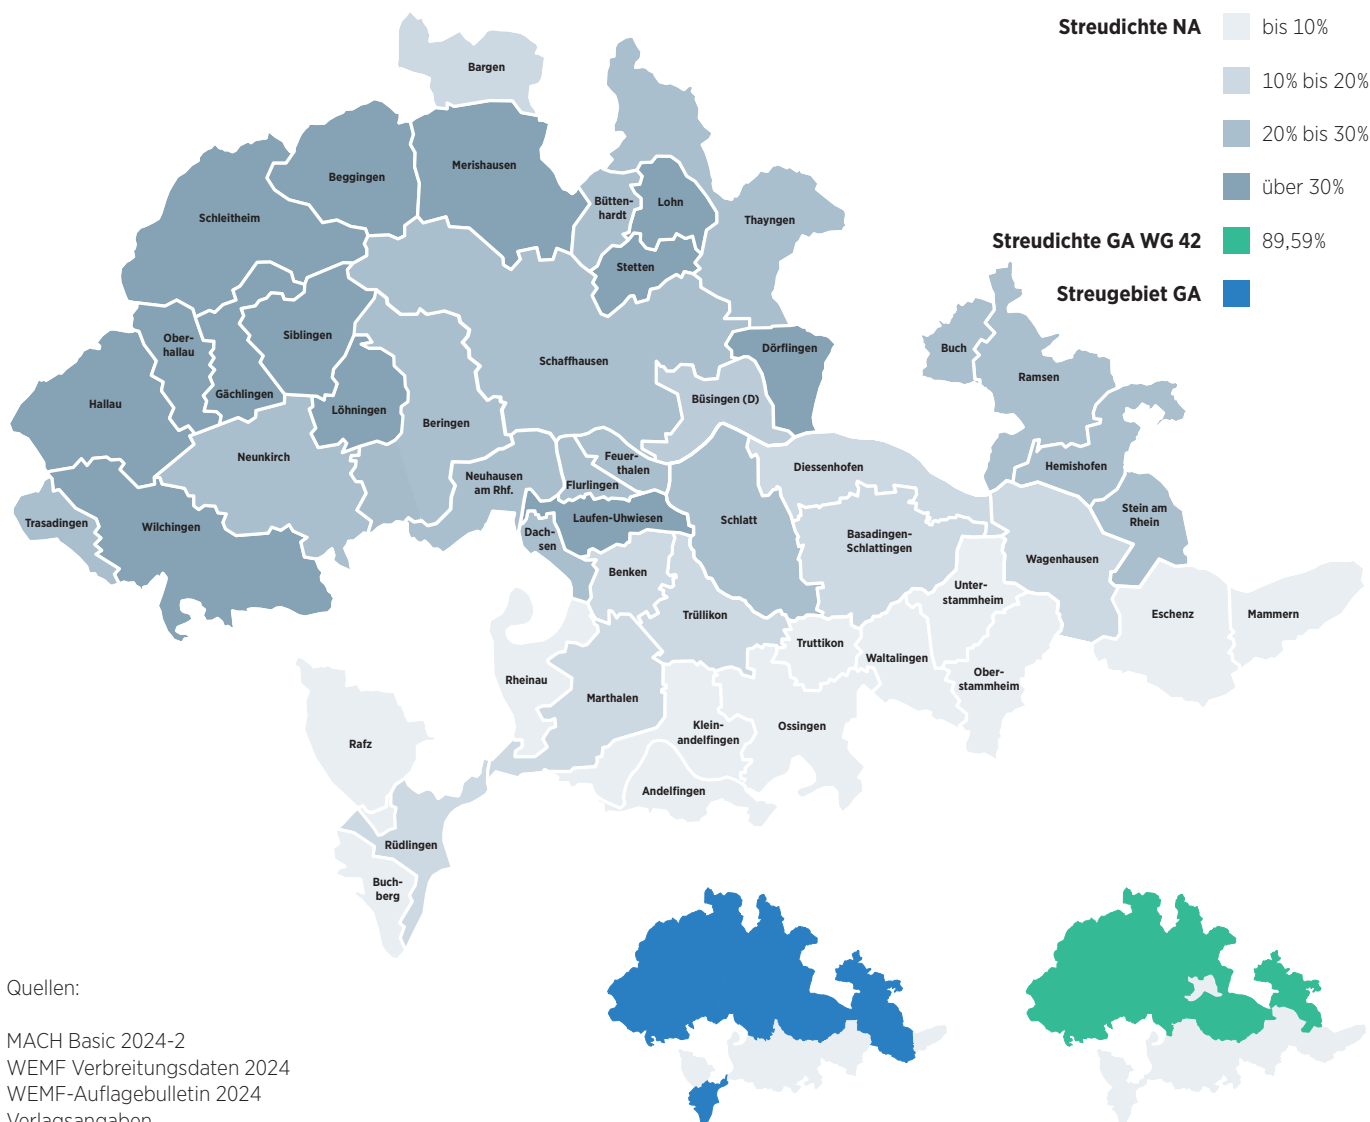 Streudichte NA
bis 10%
10% bis 20%
20% bis 30%
über 30%
Streudichte GA WG 42
89,59%
Streugebiet GA
Bargen
Merishausen
Beggingen
Schleitheim
Bütten-
hardt
Lohn
Thayngen
Stetten
Ober-
hallau
Siblingen
Schaffhausen
Dörflingen
Buch
Ramsen
Hallau
Gächlingen
Löhningen
Beringen
Büsingen (D)
Neunkirch
Neuhausen
am Rhf.
Feuer-
thalen
Flurlingen
Diessenhofen
Hemishofen
Trasadingen
Wilchingen
Laufen-Uhwiesen
Schlatt
Stein am
Rhein
Dach-
sen
Basadingen-
Schlattingen
Wagenhausen
Benken
Unter-
stammheim
Trüllikon
Eschenz
Mammern
Truttikon
Waltalingen
Rheinau
Ober-
stammheim
Marthalen
Klein-
andelfingen
Ossingen
Rafz
Andelfingen
Rüdlingen
Buch-
berg
Quellen:
MACH Basic 2024-2
WEMF Verbreitungsdaten 2024
WEMF-Auflagebulletin 2024
Verlagsangaben